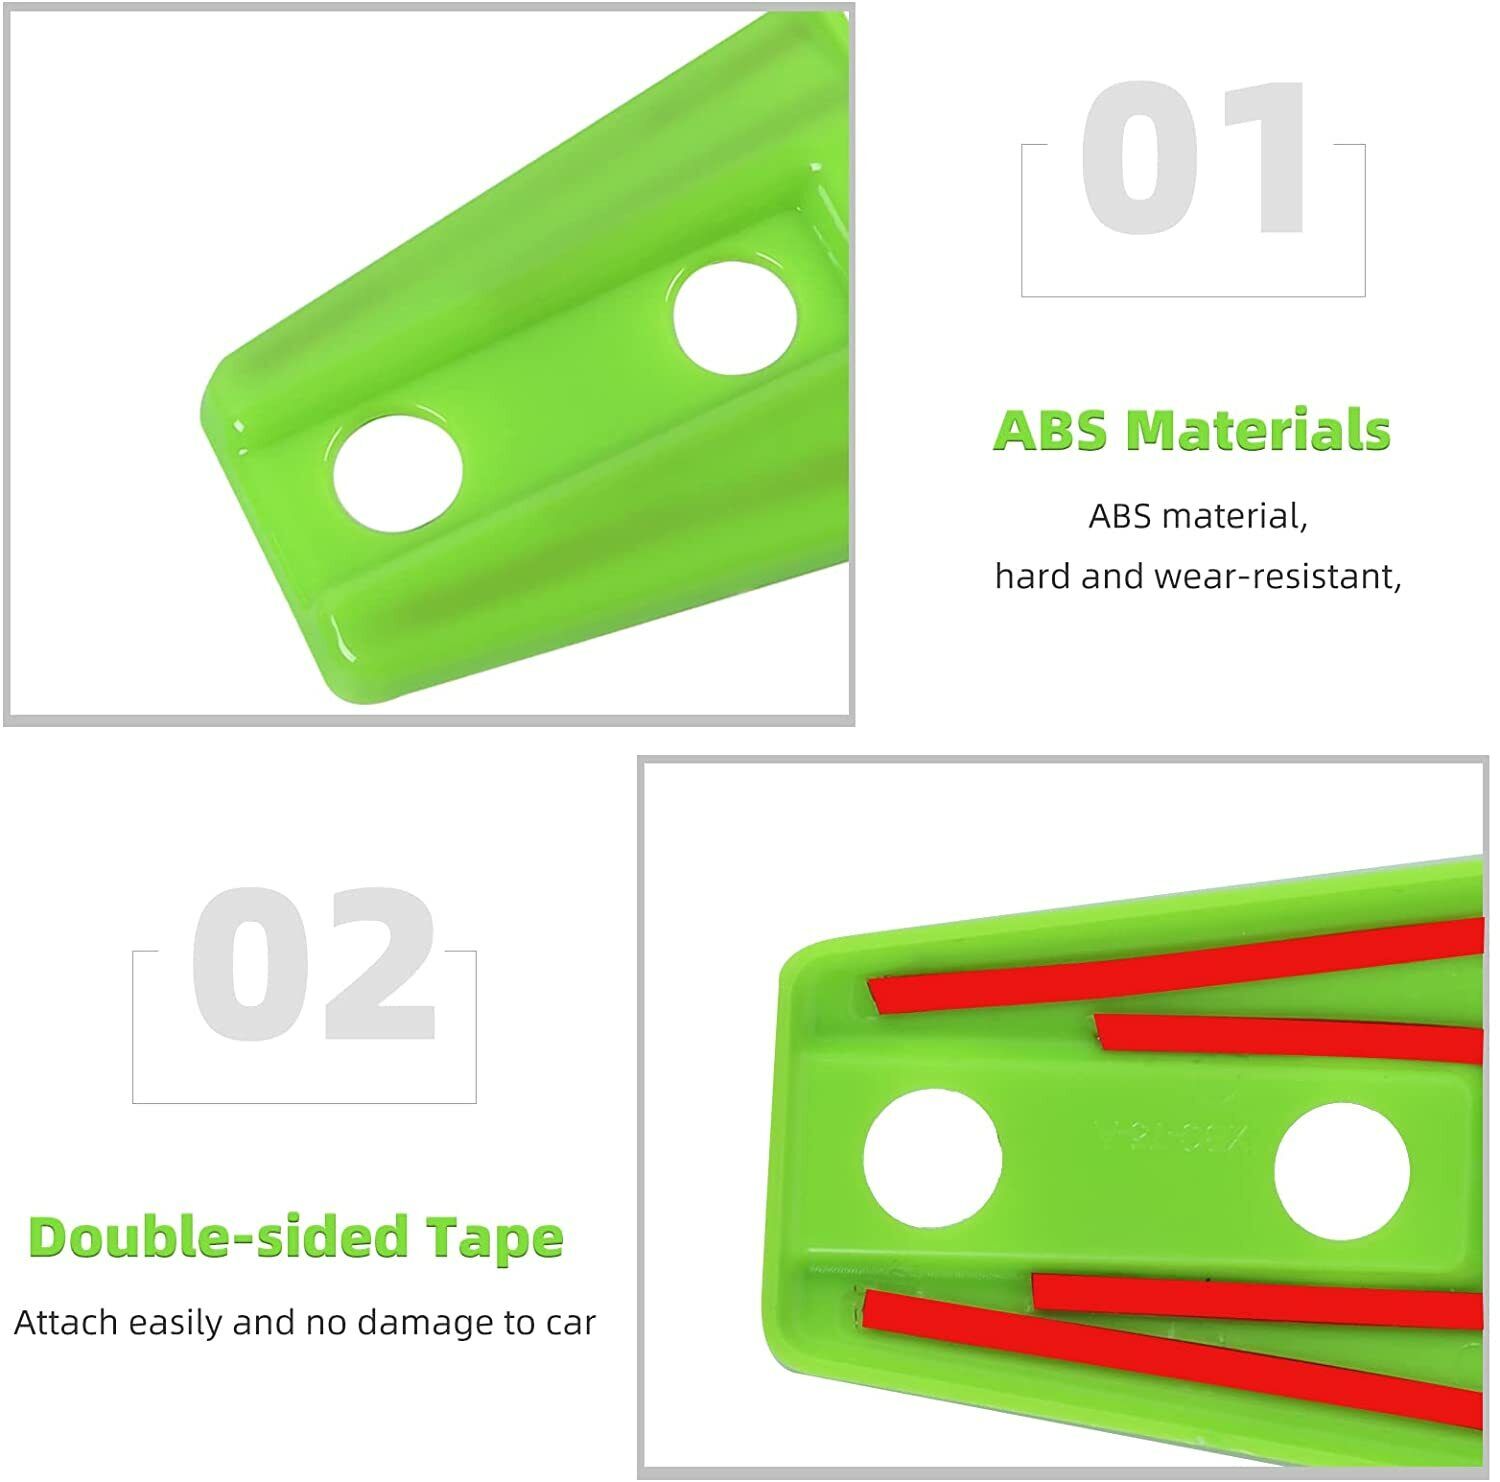 01
ABS Materials
ABS material,
hard and wear-resistant,
02
Double-sided Tape
Attach easily and no damage to car